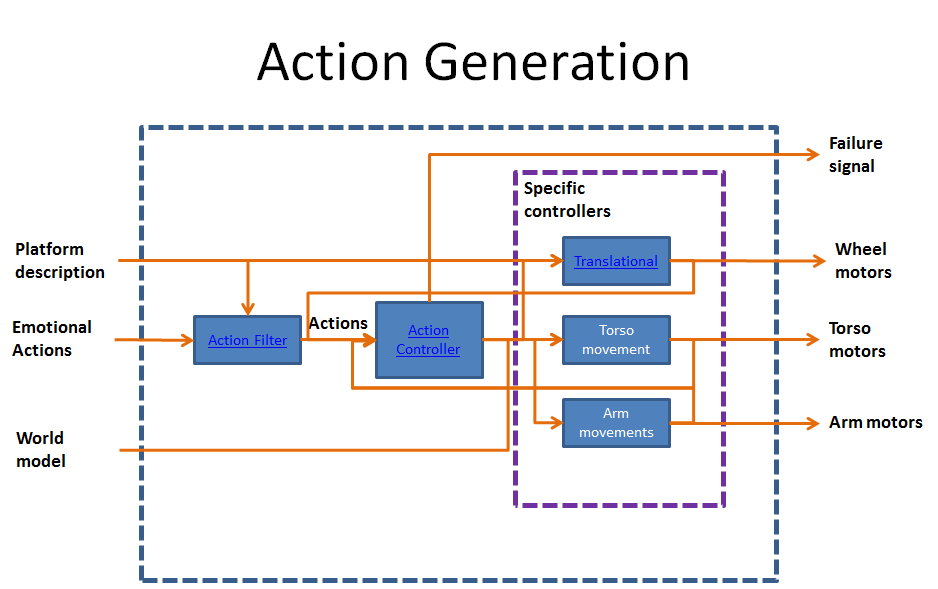 Action Generation
Failure
signal
Specific
controllers
Platform
description
Translational
Wheel
motors
Emotional
Actions
Action Filter
Actions
Action
Controller
Torso
movement
Torso
motors
Arm
movements
Arm motors
World
model